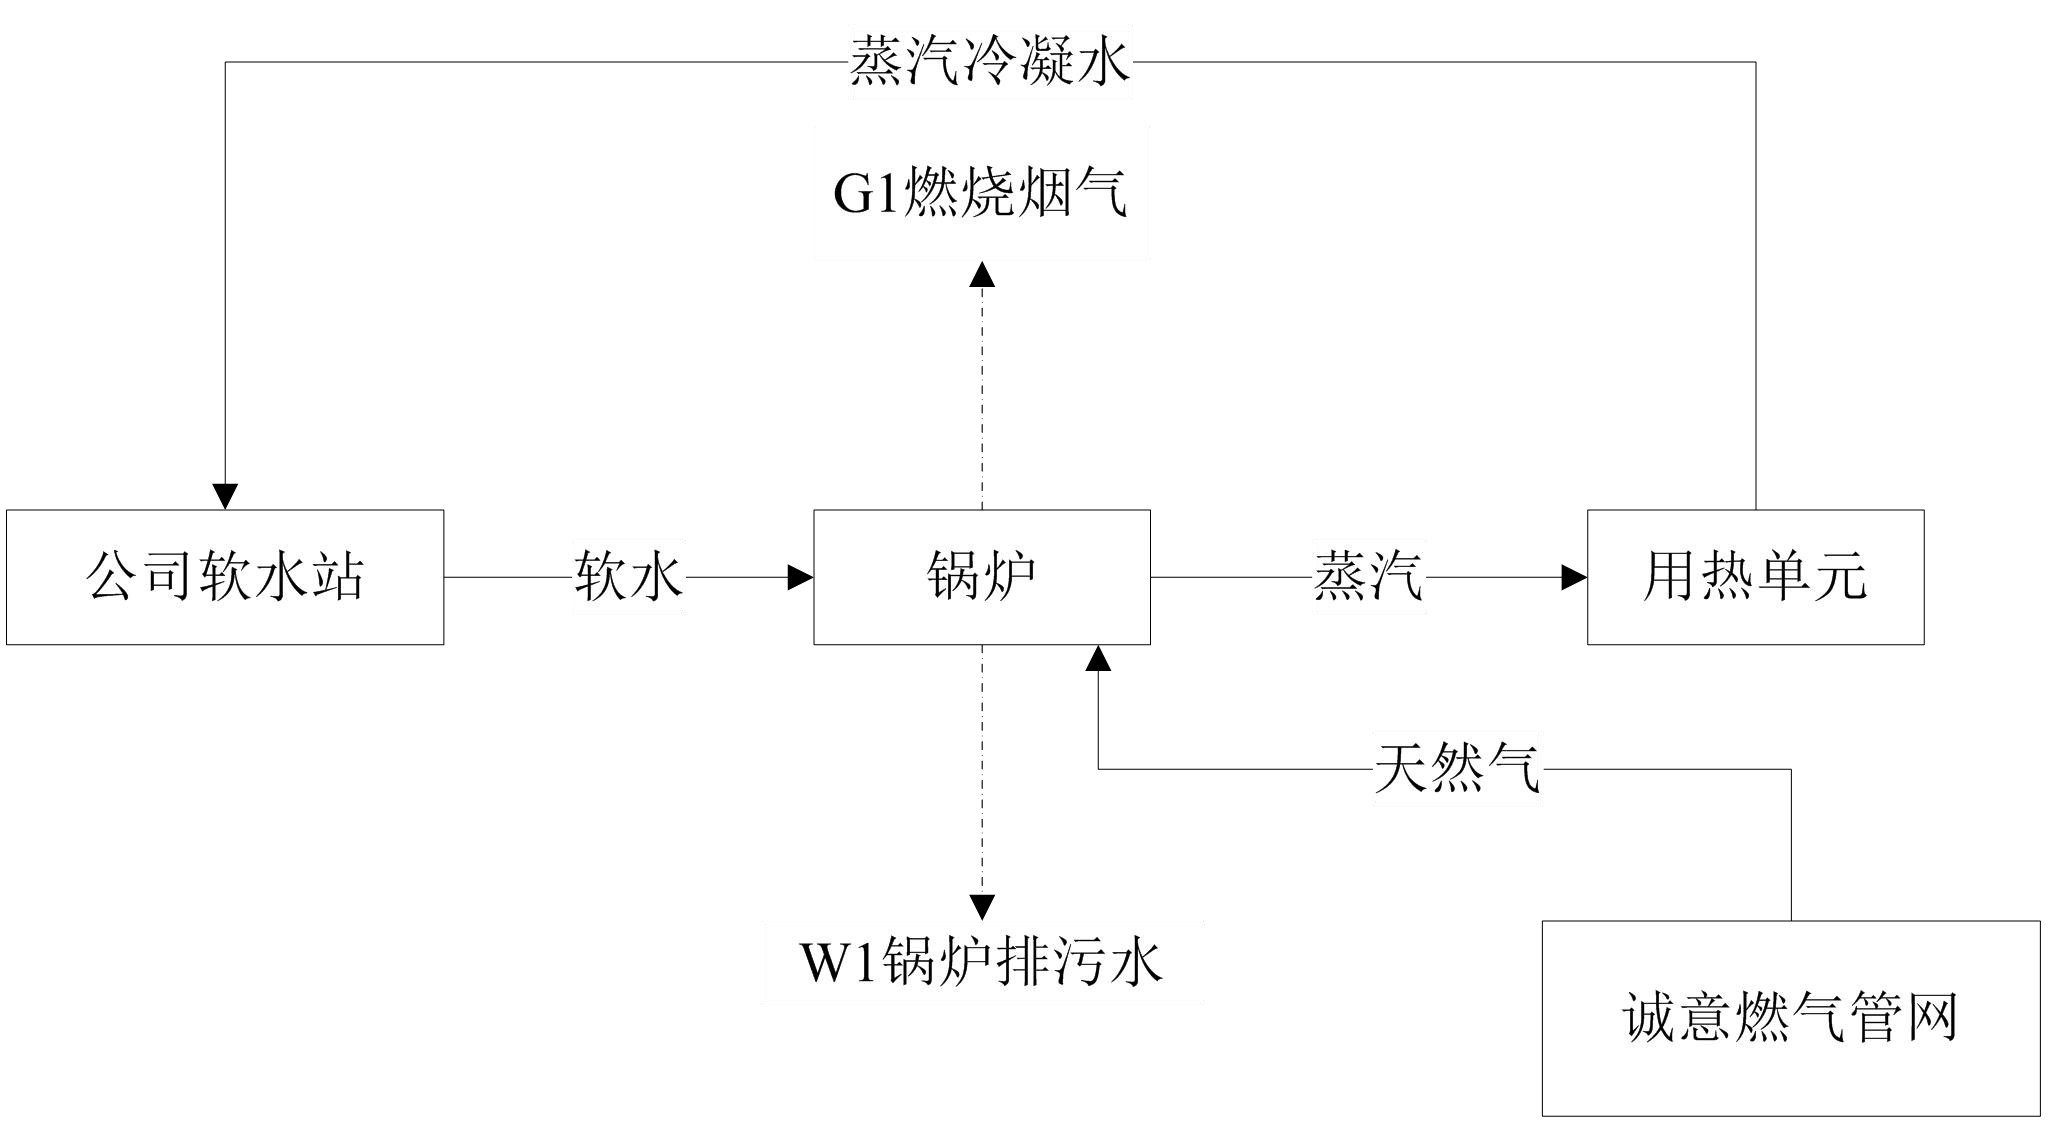 蒸汽冷凝水
G1燃烧烟气
公司软水站
软水
锅炉
蒸汽
用热单元
天然气
W1锅炉排污水
诚意燃气管网